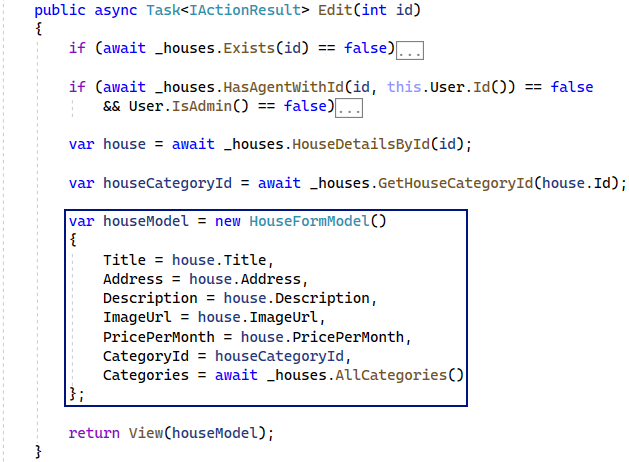 public async Task<IActionResult> Edit(int id)
{
if (await _houses.Exists(id) == false)...
if (await _houses.HasAgentWithId(id, this.User.Id()) == false
&& User.IsAdmin() == false)...
var house = await _houses.HouseDetailsById(id);
var houseCategoryId = await _houses.GetHouseCategoryId(house.Id);
var houseModel = new HouseFormModel()
{
Title = house.Title,
Address = house.Address,
Description = house.Description,
ImageUrl = house.ImageUrl,
PricePerMonth = house.PricePerMonth,
CategoryId = houseCategoryId,
Categories = await _houses.AllCategories()
};
return View(houseModel);
}